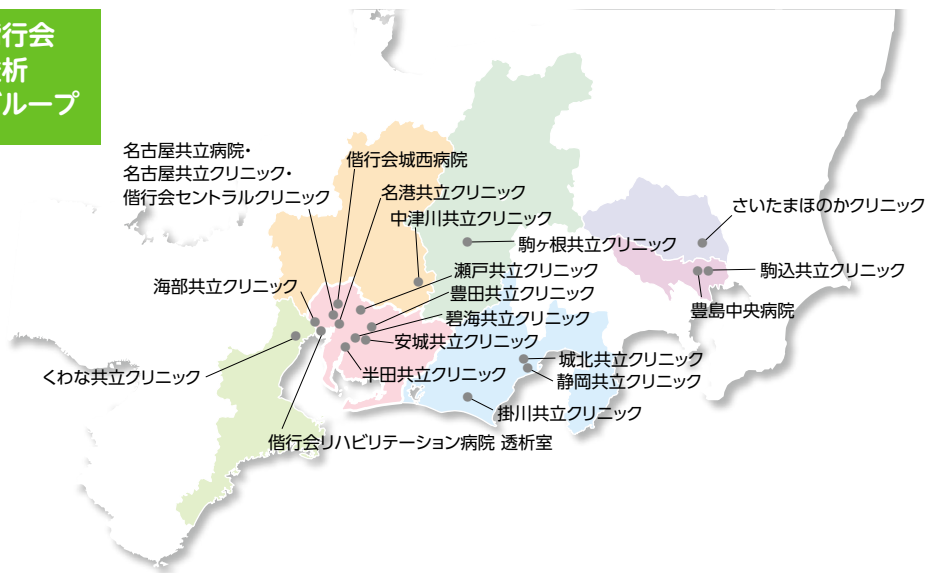 行会
析
ループ
名古屋共立病院・
名古屋共立クリニック・
偕行会セントラルクリニック
偕行会城西病院
名港共立クリニック
中津川共立クリニック
さいたまほのかクリニック
駒ヶ根共立クリニック
瀬戸共立クリニック
駒込共立クリニック
海部共立クリニック
豊田共立クリニック
豊島中央病院
碧海共立クリニック
安城共立クリニック
城北共立クリニック
くわな共立クリニック
半田共立クリニック
静岡共立クリニック
掛川共立クリニック
偕行会リハビリテーション病院 透析室